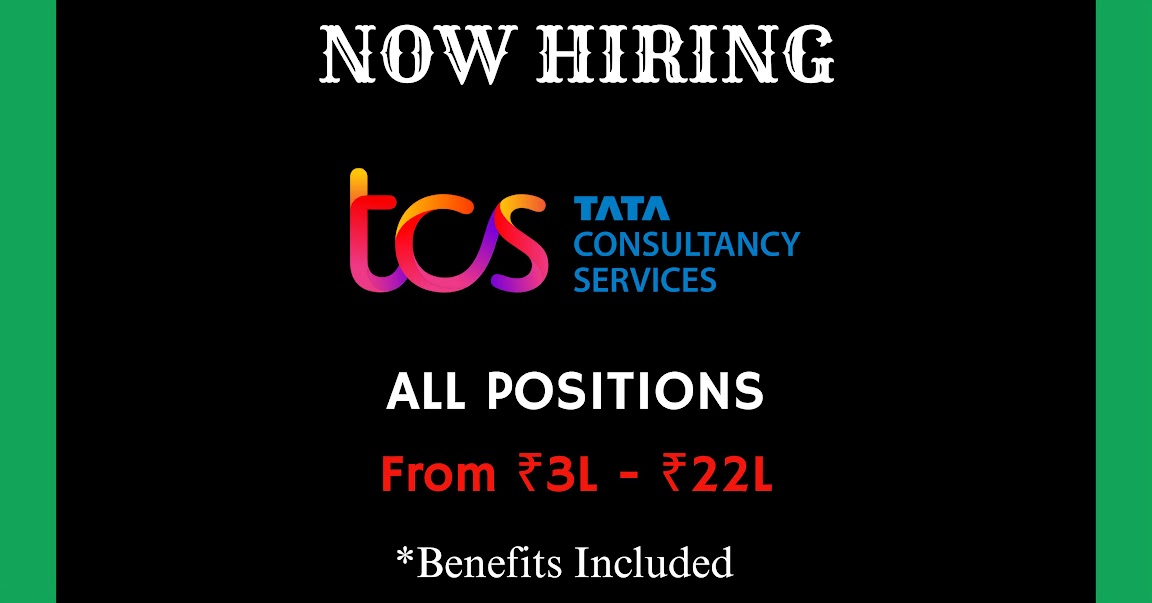 NOW HIRING
tcs TATA
CONSULTANCY
SERVICES
ALL POSITIONS
From ₹3L - ₹22L
*Benefits Included